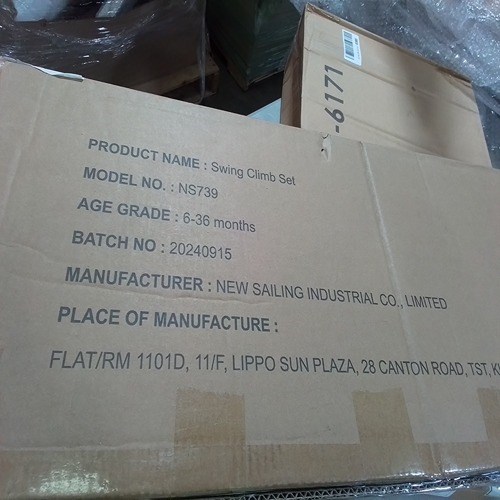 -6171
PRODUCT NAME : Swing Climb Set
MODEL NO. : NS739
AGE GRADE : 6-36 months
BATCH NO : 20240915
MANUFACTURER : NEW SAILING INDUSTRIAL CO., LIMITED
PLACE OF MANUFACTURE :
FLAT/RM 1101D, 11/F, LIPPO SUN PLAZA, 28 CANTON ROAD, TST,